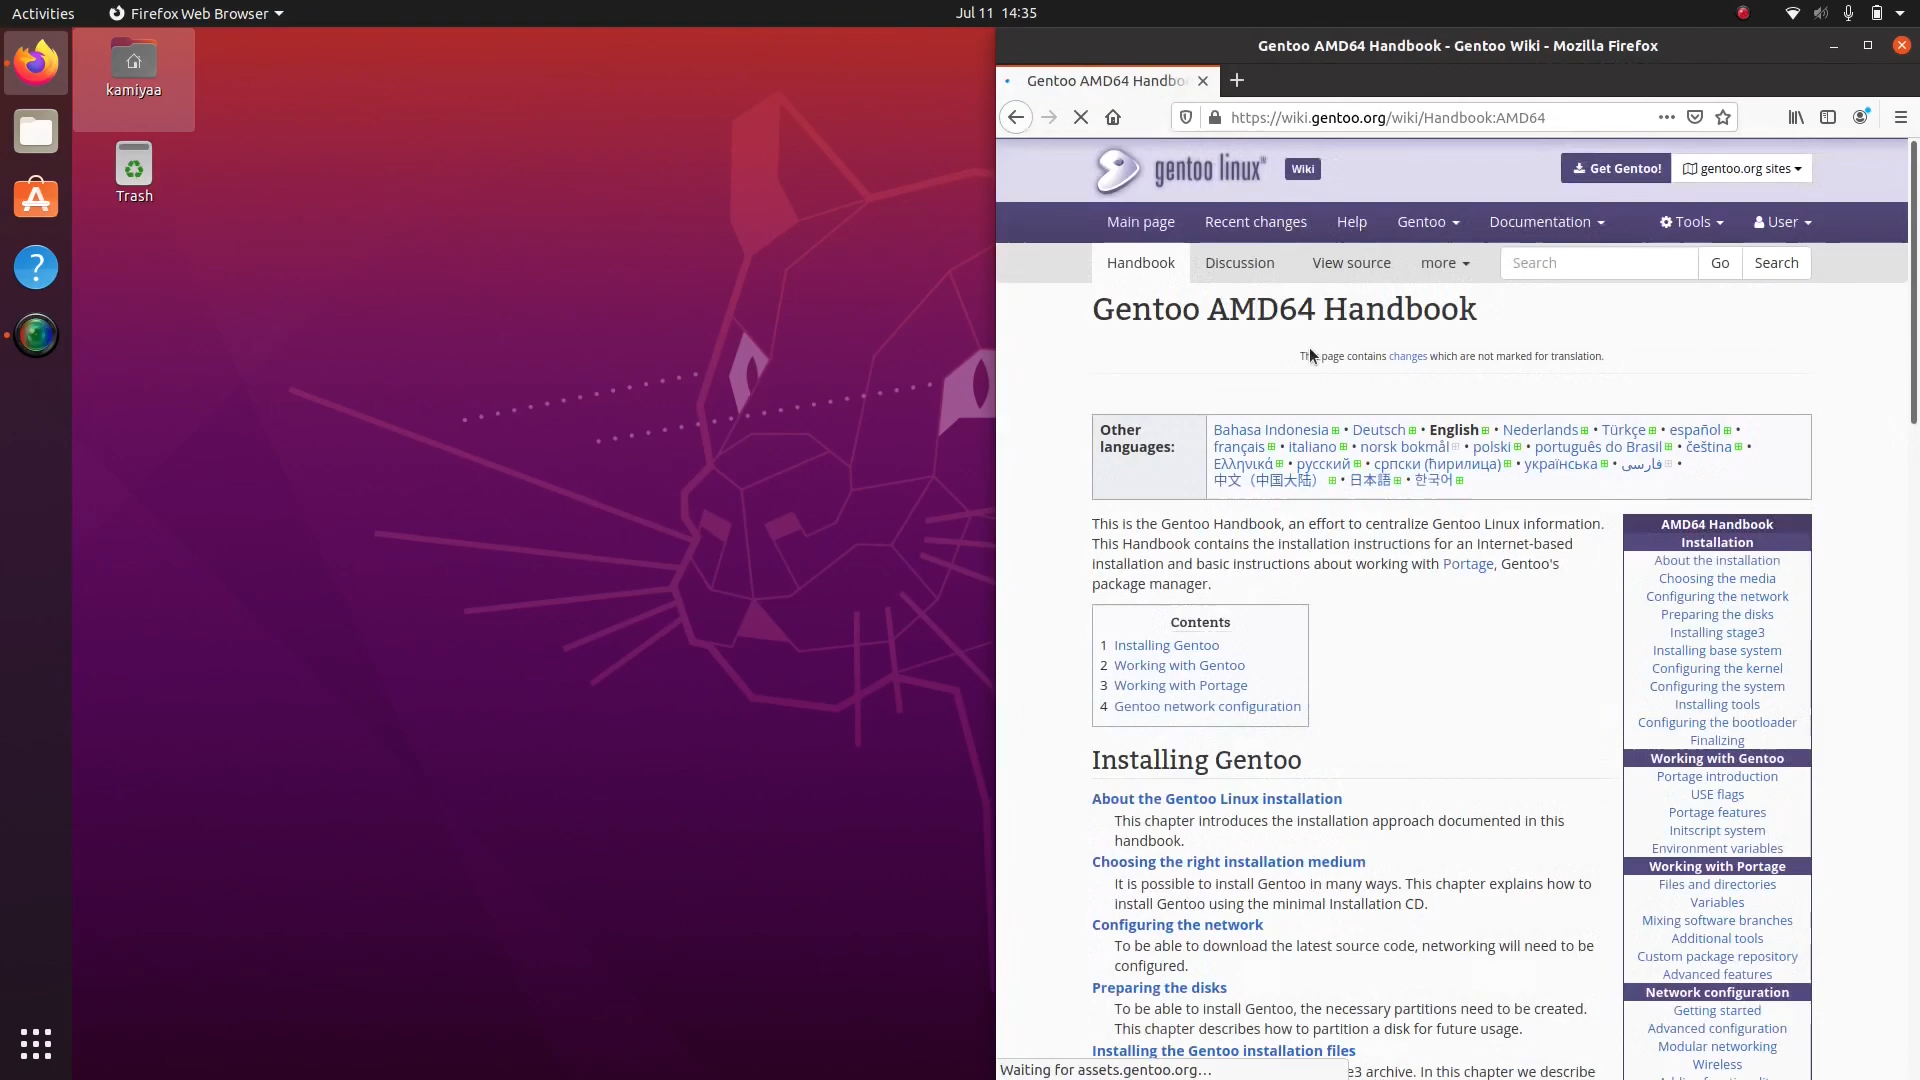 Activities
Firefox Web Browser
Jul 11 14:35
kamiyaa
Trash
Gentoo AMD64 Handbook - Gentoo Wiki - Mozilla Firefox
Gentoo AMD64 Handbo
https://wiki.gentoo.org/wiki/Handbook:AMD64
gentoo linux
Wiki
Get Gentoo!
gentoo.org sites
Main page
Recent changes
Help
Gentoo
Documentation
Tools
User
Handbook
Discussion
View source
more
Search
Go
Search
Gentoo AMD64 Handbook
This page contains changes which are not marked for translation.
Other languages:
Bahasa Indonesia • Deutsch • English • Nederlands • Türkçe • español •
français • italiano • norsk bokmål • polski • português do Brasil • čeština •
Ελληνικά • русский • српски (ћирилица) • українська • فارسی •
中文（中国大陆） • 日本語 • 한국어
This is the Gentoo Handbook, an effort to centralize Gentoo Linux information.
This Handbook contains the installation instructions for an Internet-based
installation and basic instructions about working with Portage, Gentoo's
package manager.
Contents
1 Installing Gentoo
2 Working with Gentoo
3 Working with Portage
4 Gentoo network configuration
Installing Gentoo
About the Gentoo Linux installation
This chapter introduces the installation approach documented in this
handbook.
Choosing the right installation medium
It is possible to install Gentoo in many ways. This chapter explains how to
install Gentoo using the minimal Installation CD.
Configuring the network
To be able to download the latest source code, networking will need to be
configured.
Preparing the disks
To be able to install Gentoo, the necessary partitions need to be created.
This chapter describes how to partition a disk for future usage.
Installing the Gentoo installation files
e3 archive. In this chapter we describe
AMD64 Handbook
Installation
About the installation
Choosing the media
Configuring the network
Preparing the disks
Installing stage3
Installing base system
Configuring the kernel
Configuring the system
Installing tools
Configuring the bootloader
Finalizing
Working with Gentoo
Portage introduction
USE flags
Portage features
Initscript system
Environment variables
Working with Portage
Files and directories
Variables
Mixing software branches
Additional tools
Custom package repository
Advanced features
Network configuration
Getting started
Advanced configuration
Modular networking
Wireless
Waiting for assets.gentoo.org…